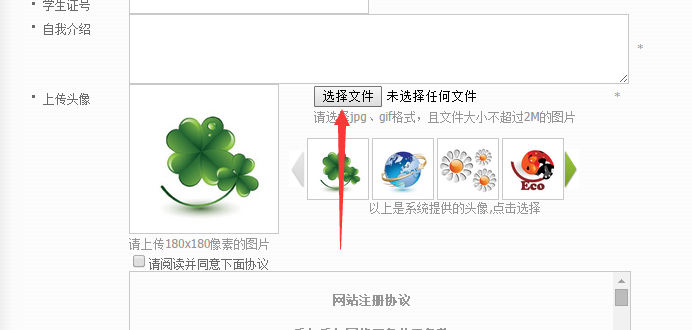 学生证号
自我介绍
*
上传头像
选择文件 未选择任何文件
*
请选择jpg、gif格式，且文件大小不超过2M的图片
Eco
以上是系统提供的头像,点击选择
请上传180x180像素的图片
请阅读并同意下面协议
网站注册协议